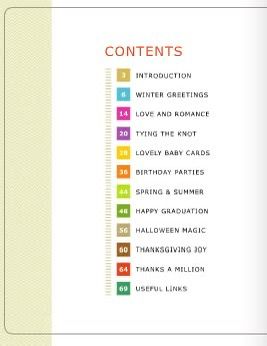 CONTENTS
3 INTRODUCTION
6 WINTER GREETINGS
14 LOVE AND ROMANCE
20 TYING THE KNOT
28 LOVELY BABY CARDS
36 BIRTHDAY PARTIES
44 SPRING & SUMMER
48 HAPPY GRADUATION
56 HALLOWEEN MAGIC
60 THANKSGIVING JOY
64 THANKS A MILLION
69 USEFUL LINKS